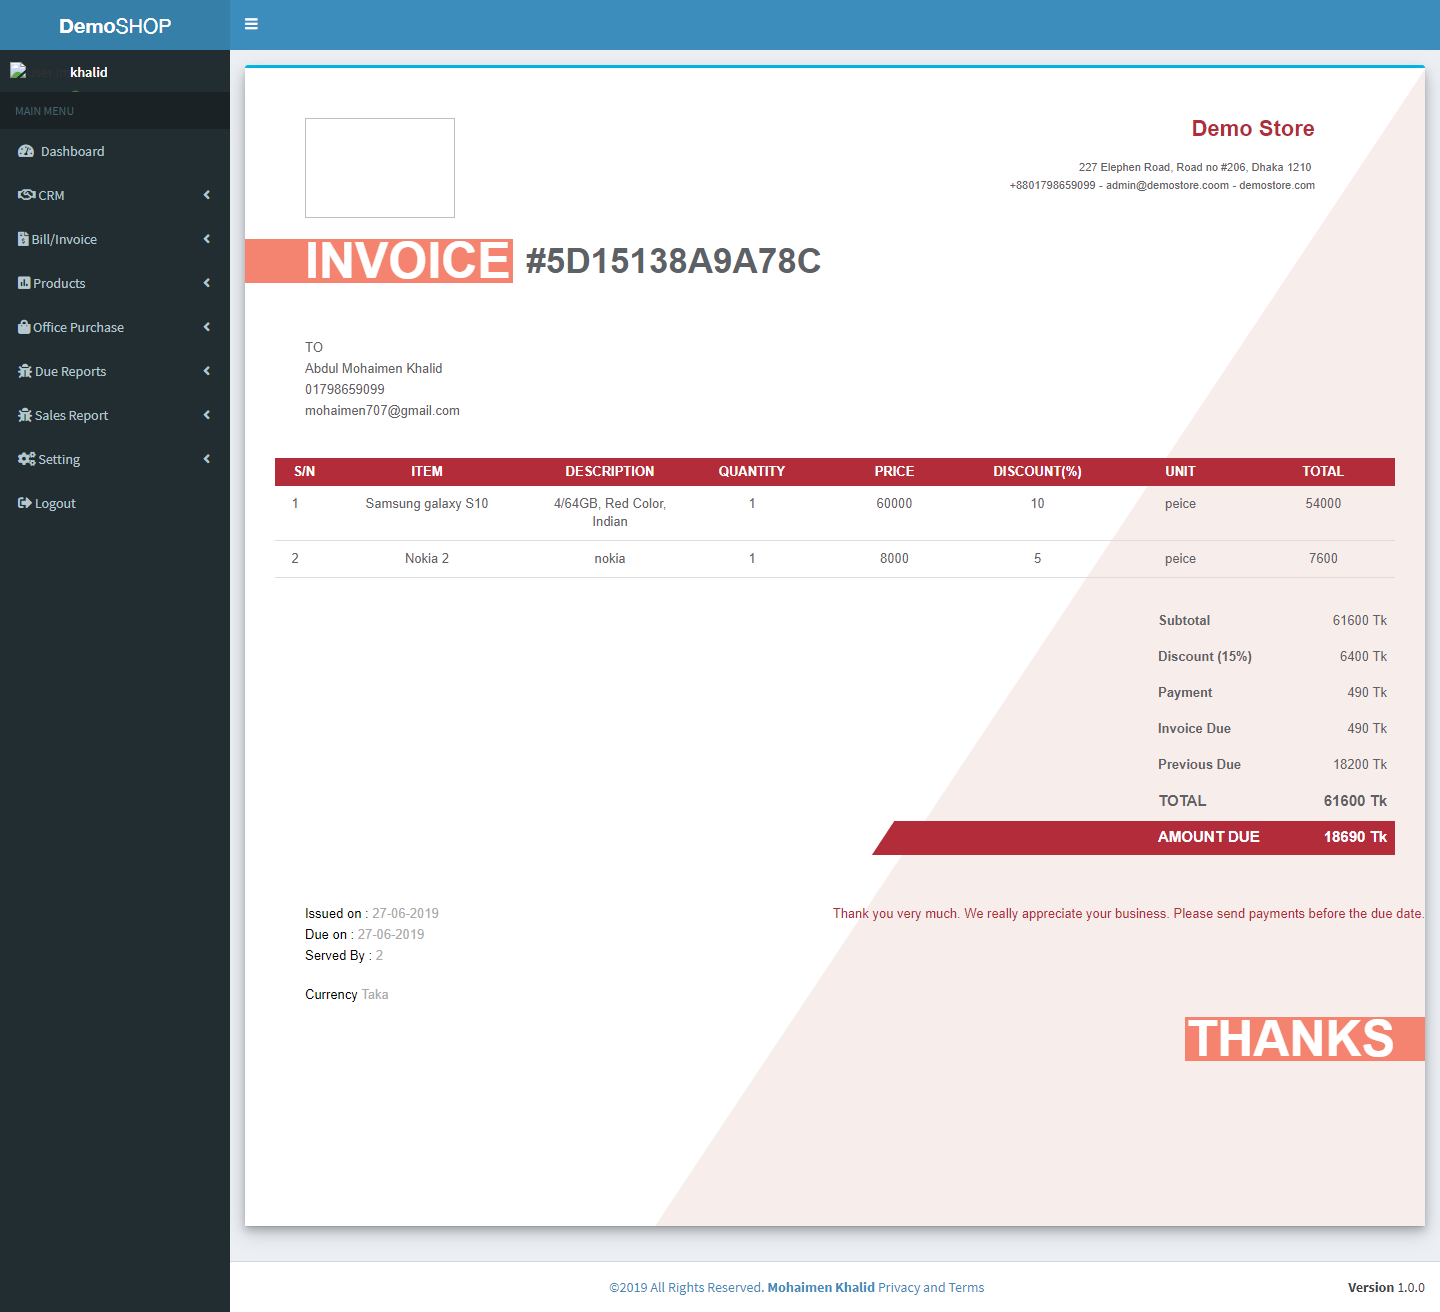 DemoSHOP
khalid
MAIN MENU
Dashboard
CRM
Bill/Invoice
Products
Office Purchase
Due Reports
Sales Report
Setting
Logout
Demo Store
227 Elephen Road, Road no #206, Dhaka 1210
+8801798659099 - admin@demostore.coom - demostore.com
INVOICE #5D15138A9A78C
TO
Abdul Mohaimen Khalid
01798659099
mohaimen707@gmail.com
S/N ITEM DESCRIPTION QUANTITY PRICE DISCOUNT(%) UNIT TOTAL
1 Samsung galaxy S10 4/64GB, Red Color, 1 60000 10 peice 54000
Indian
2 Nokia 2 nokia 1 8000 5 peice 7600
Subtotal 61600 Tk
Discount (15%) 6400 Tk
Payment 490 Tk
Invoice Due 490 Tk
Previous Due 18200 Tk
TOTAL 61600 Tk
AMOUNT DUE 18690 Tk
Issued on : 27-06-2019
Due on : 27-06-2019
Served By : 2
Currency Taka
Thank you very much. We really appreciate your business. Please send payments before the due date.
THANKS
©2019 All Rights Reserved. Mohaimen Khalid Privacy and Terms
Version 1.0.0